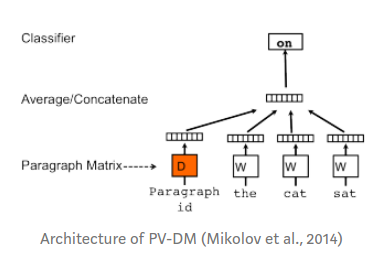 Classifier
on
Average/Concatenate
Paragraph Matrix----->
D W W W
Paragraph the cat sat
id
Architecture of PV-DM (Mikolov et al., 2014)